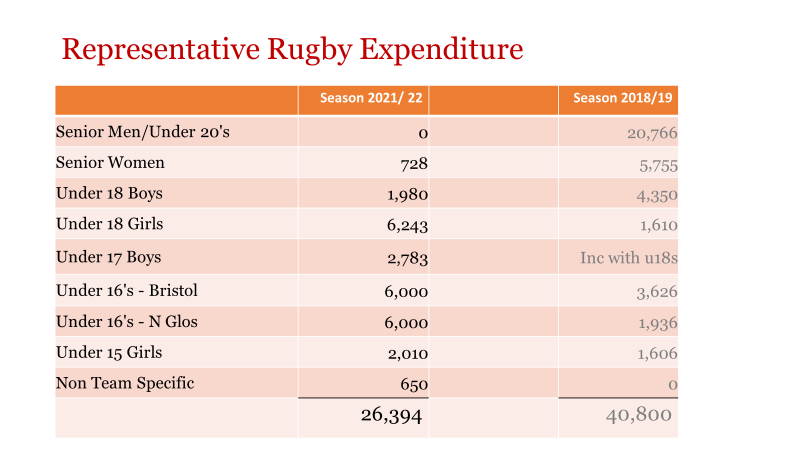 Representative Rugby Expenditure
Season 2021/ 22 Season 2018/19
Senior Men/Under 20's 0 20,766
Senior Women 728 5,755
Under 18 Boys 1,980 4,350
Under 18 Girls 6,243 1,610
Under 17 Boys 2,783 Inc with u18s
Under 16's - Bristol 6,000 3,626
Under 16's - N Glos 6,000 1,936
Under 15 Girls 2,010 1,606
Non Team Specific 650 0
26,394 40,800